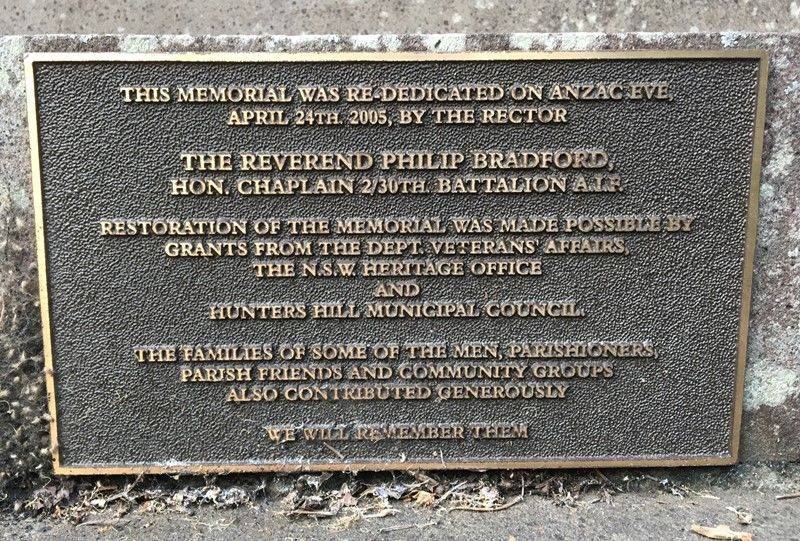 THIS MEMORIAL WAS RE-DEDICATED ON ANZAC EVE,
APRIL 24TH. 2005, BY THE RECTOR
THE REVEREND PHILIP BRADFORD,
HON. CHAPLAIN 2/30TH. BATTALION A.I.F.
RESTORATION OF THE MEMORIAL WAS MADE POSSIBLE BY
GRANTS FROM THE DEPT. VETERANS' AFFAIRS,
THE N.S.W. HERITAGE OFFICE
AND
HUNTERS HILL MUNICIPAL COUNCIL.
THE FAMILIES OF SOME OF THE MEN, PARISHIONERS,
PARISH FRIENDS AND COMMUNITY GROUPS
ALSO CONTRIBUTED GENEROUSLY
WE WILL REMEMBER THEM